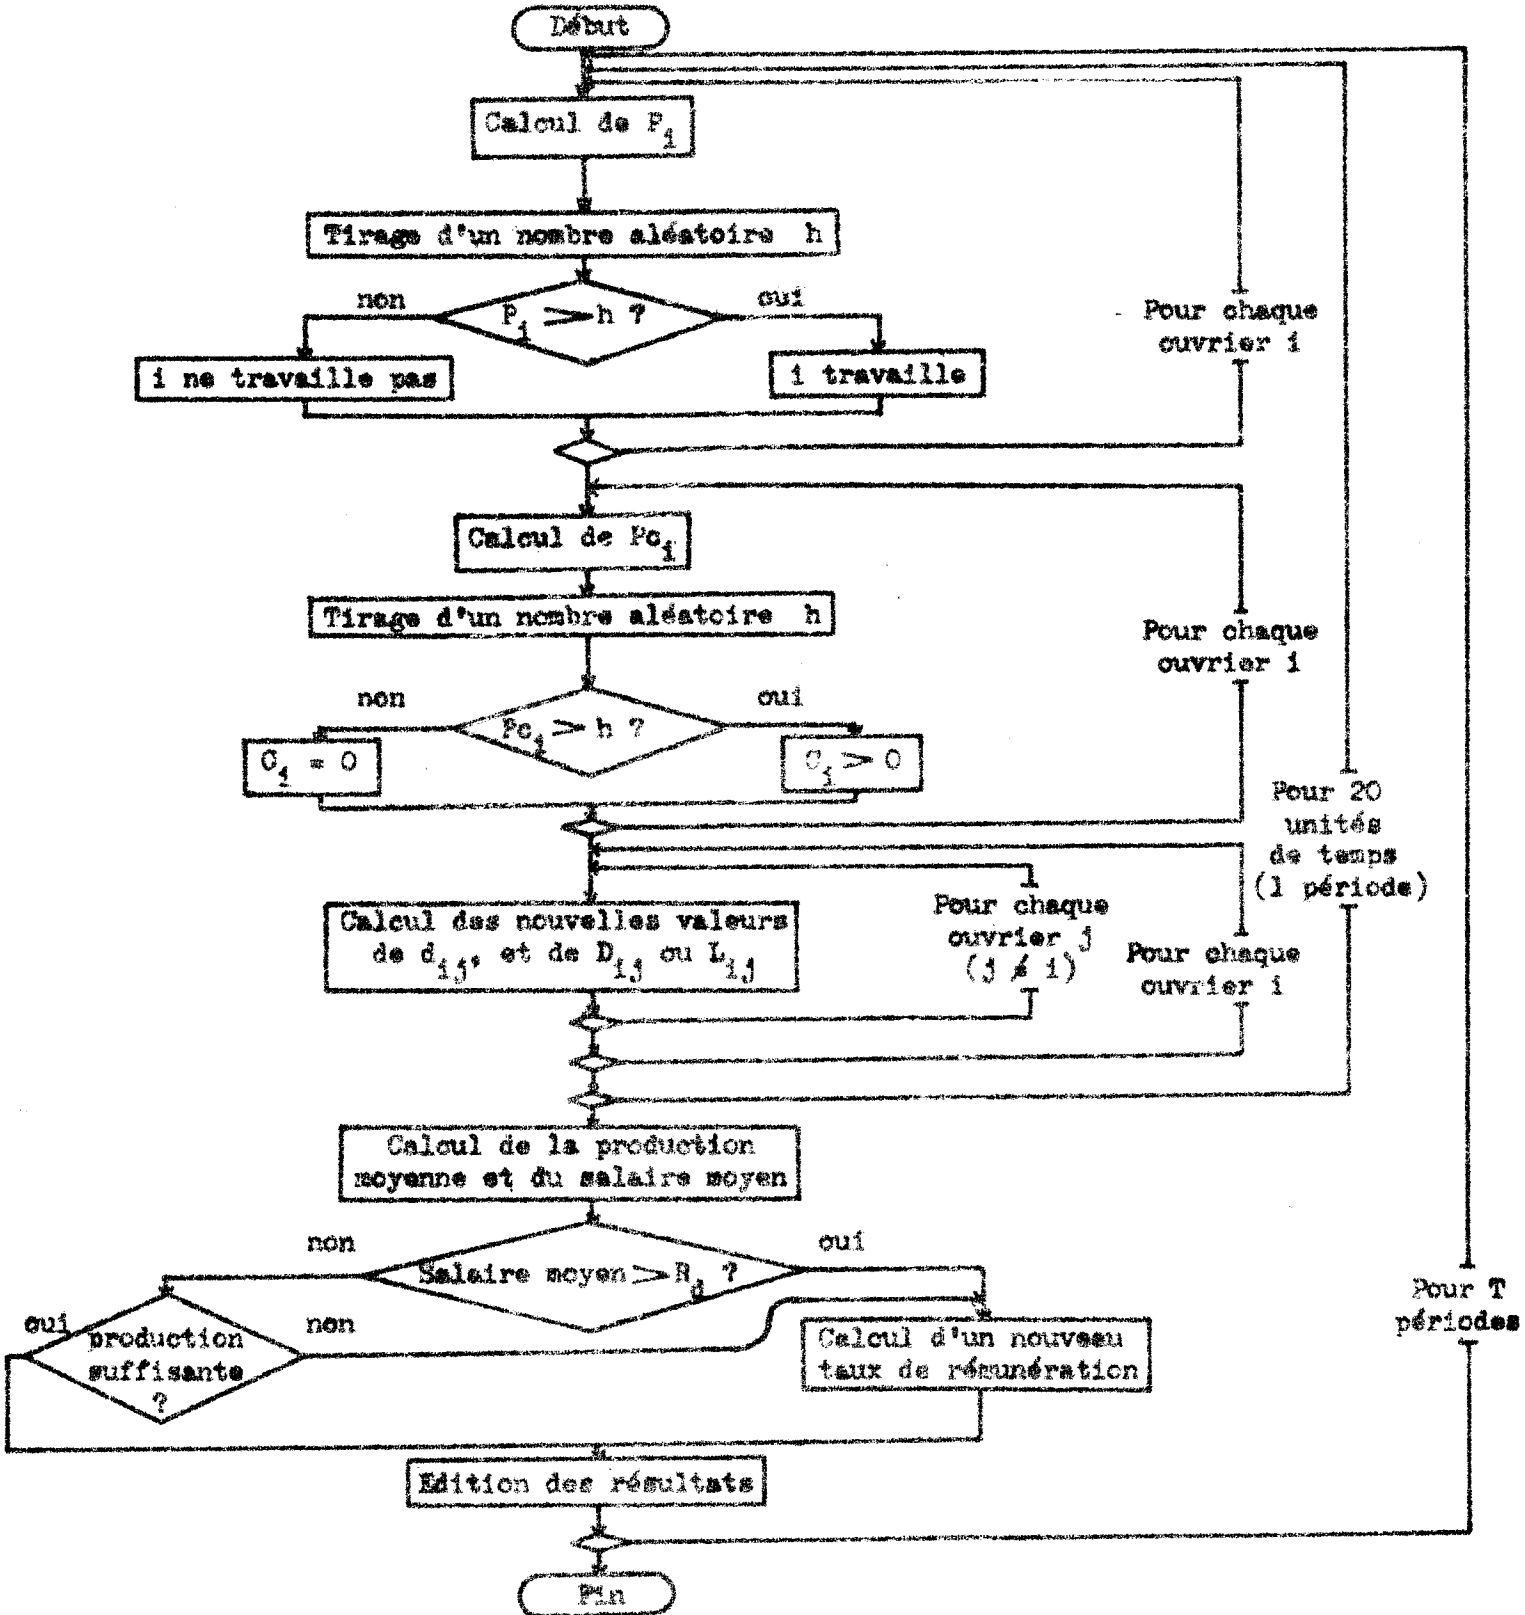 Début
Calcul de P_i
Tirage d'un nombre aléatoire h
non
oui
P_i > h ?
Pour chaque
ouvrier i
i ne travaille pas
i travaille
Calcul de Pc_i
Tirage d'un nombre aléatoire h
Pour chaque
ouvrier i
non
oui
Pc_i > h ?
C_i = 0
C_i > 0
Pour 20
unités
de temps
(1 période)
Calcul des nouvelles valeurs
de d_ij, et de D_ij ou L_ij
Pour chaque
ouvrier j
(j ≠ i)
Pour chaque
ouvrier i
Calcul de la production
moyenne et du salaire moyen
non
oui
Salaire moyen > R_d ?
Pour T
périodes
oui
production
suffisante
?
non
Calcul d'un nouveau
taux de rémunération
Edition des résultats
Fin